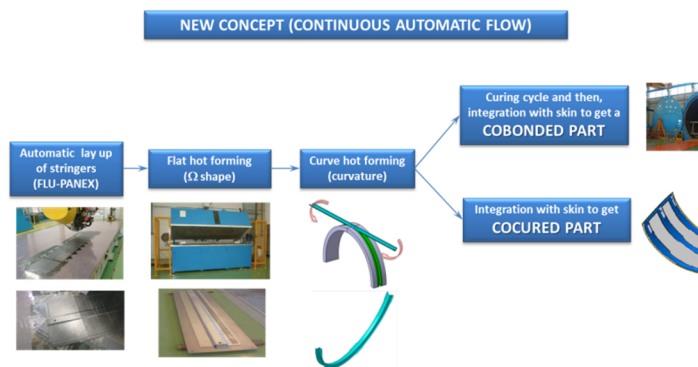 NEW CONCEPT (CONTINUOUS AUTOMATIC FLOW)
Curing cycle and then,
integration with skin to get a
COBONDED PART
Automatic lay up
of stringers
(FLU-PANEX)
Flat hot forming
(Ω shape)
Curve hot forming
(curvature)
Integration with skin to get
COCURED PART